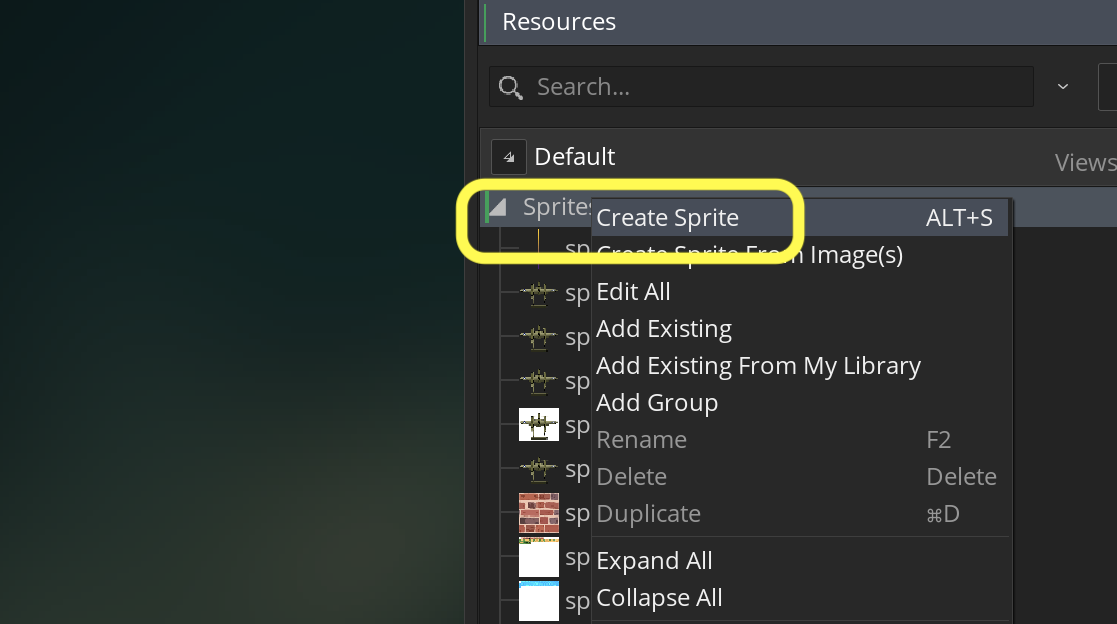 Resources
Search...
Default
Views
Sprites
Create Sprite ALT+S
sp
Create Sprite From Image(s)
sp Edit All
sp Add Existing
sp Add Existing From My Library
sp Add Group
Rename F2
sp Delete Delete
sp Duplicate ⌘D
sp Expand All
sp Collapse All